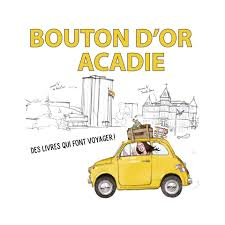 BOUTON D'OR
ACADIE
DES LIVRES QUI FONT VOYAGER!